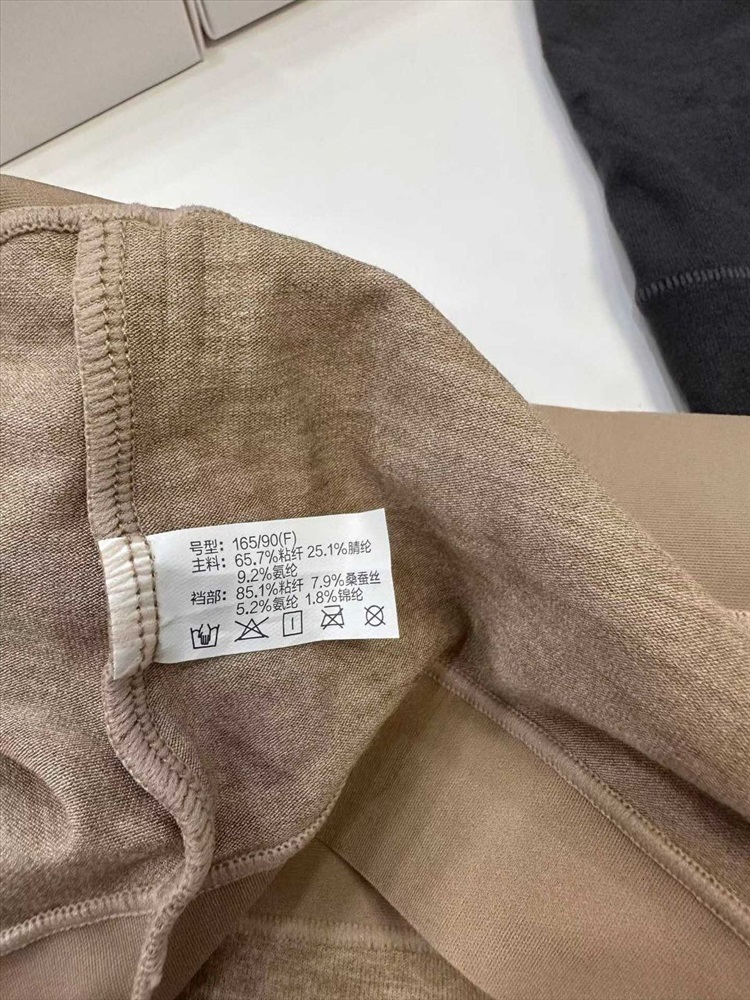 号型：165/90(F)
主料：65.7%粘纤 25.1%腈纶
9.2%氨纶
裆部：85.1%粘纤 7.9%桑蚕丝
5.2%氨纶 1.8%锦纶